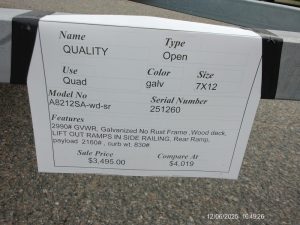 Name Type
QUALITY Open
Use Color Size
Quad galv 7X12
Model No Serial Number
A8212SA-wd-sr 251260
Features
2990# GVWR, Galvanized No Rust Frame ,Wood deck,
LIFT OUT RAMPS IN SIDE RAILING, Rear Ramp,
payload 2160# , curb wt. 830#
Sale Price Compare At
$3,495.00 $4,019
12/06/2025 16:49:26